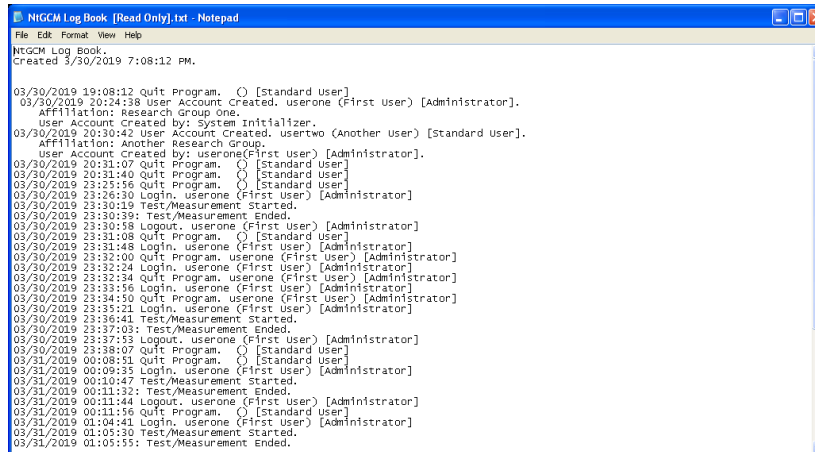 NtGCM Log Book  [Read Only].txt - Notepad
File Edit Format View Help
NtGCM Log Book.
Created 3/30/2019 7:08:12 PM.
03/30/2019 19:08:12 Quit Program.  () [Standard User]
03/30/2019 20:24:38 User Account Created. userone (First User) [Administrator].
Affiliation: Research Group One.
User Account Created by: System Initializer.
03/30/2019 20:30:42 User Account Created. usertwo (Another User) [Standard User].
Affiliation: Another Research Group.
User Account Created by: userone(First User) [Administrator].
03/30/2019 20:31:07 Quit Program.  () [Standard User]
03/30/2019 20:31:40 Quit Program.  () [Standard User]
03/30/2019 23:25:56 Quit Program.  () [Standard User]
03/30/2019 23:26:30 Login. userone (First User) [Administrator]
03/30/2019 23:30:19 Test/Measurement Started.
03/30/2019 23:30:39: Test/Measurement Ended.
03/30/2019 23:30:58 Logout. userone (First User) [Administrator]
03/30/2019 23:31:08 Quit Program.  () [Standard User]
03/30/2019 23:31:48 Login. userone (First User) [Administrator]
03/30/2019 23:32:00 Quit Program. userone (First User) [Administrator]
03/30/2019 23:32:24 Login. userone (First User) [Administrator]
03/30/2019 23:32:34 Quit Program. userone (First User) [Administrator]
03/30/2019 23:33:56 Login. userone (First User) [Administrator]
03/30/2019 23:34:50 Quit Program. userone (First User) [Administrator]
03/30/2019 23:35:21 Login. userone (First User) [Administrator]
03/30/2019 23:36:41 Test/Measurement Started.
03/30/2019 23:37:03: Test/Measurement Ended.
03/30/2019 23:37:53 Logout. userone (First User) [Administrator]
03/30/2019 23:38:07 Quit Program.  () [Standard User]
03/31/2019 00:08:51 Quit Program.  () [Standard User]
03/31/2019 00:09:35 Login. userone (First User) [Administrator]
03/31/2019 00:10:47 Test/Measurement Started.
03/31/2019 00:11:32: Test/Measurement Ended.
03/31/2019 00:11:44 Logout. userone (First User) [Administrator]
03/31/2019 00:11:56 Quit Program.  () [Standard User]
03/31/2019 01:04:41 Login. userone (First User) [Administrator]
03/31/2019 01:05:30 Test/Measurement Started.
03/31/2019 01:05:55: Test/Measurement Ended.